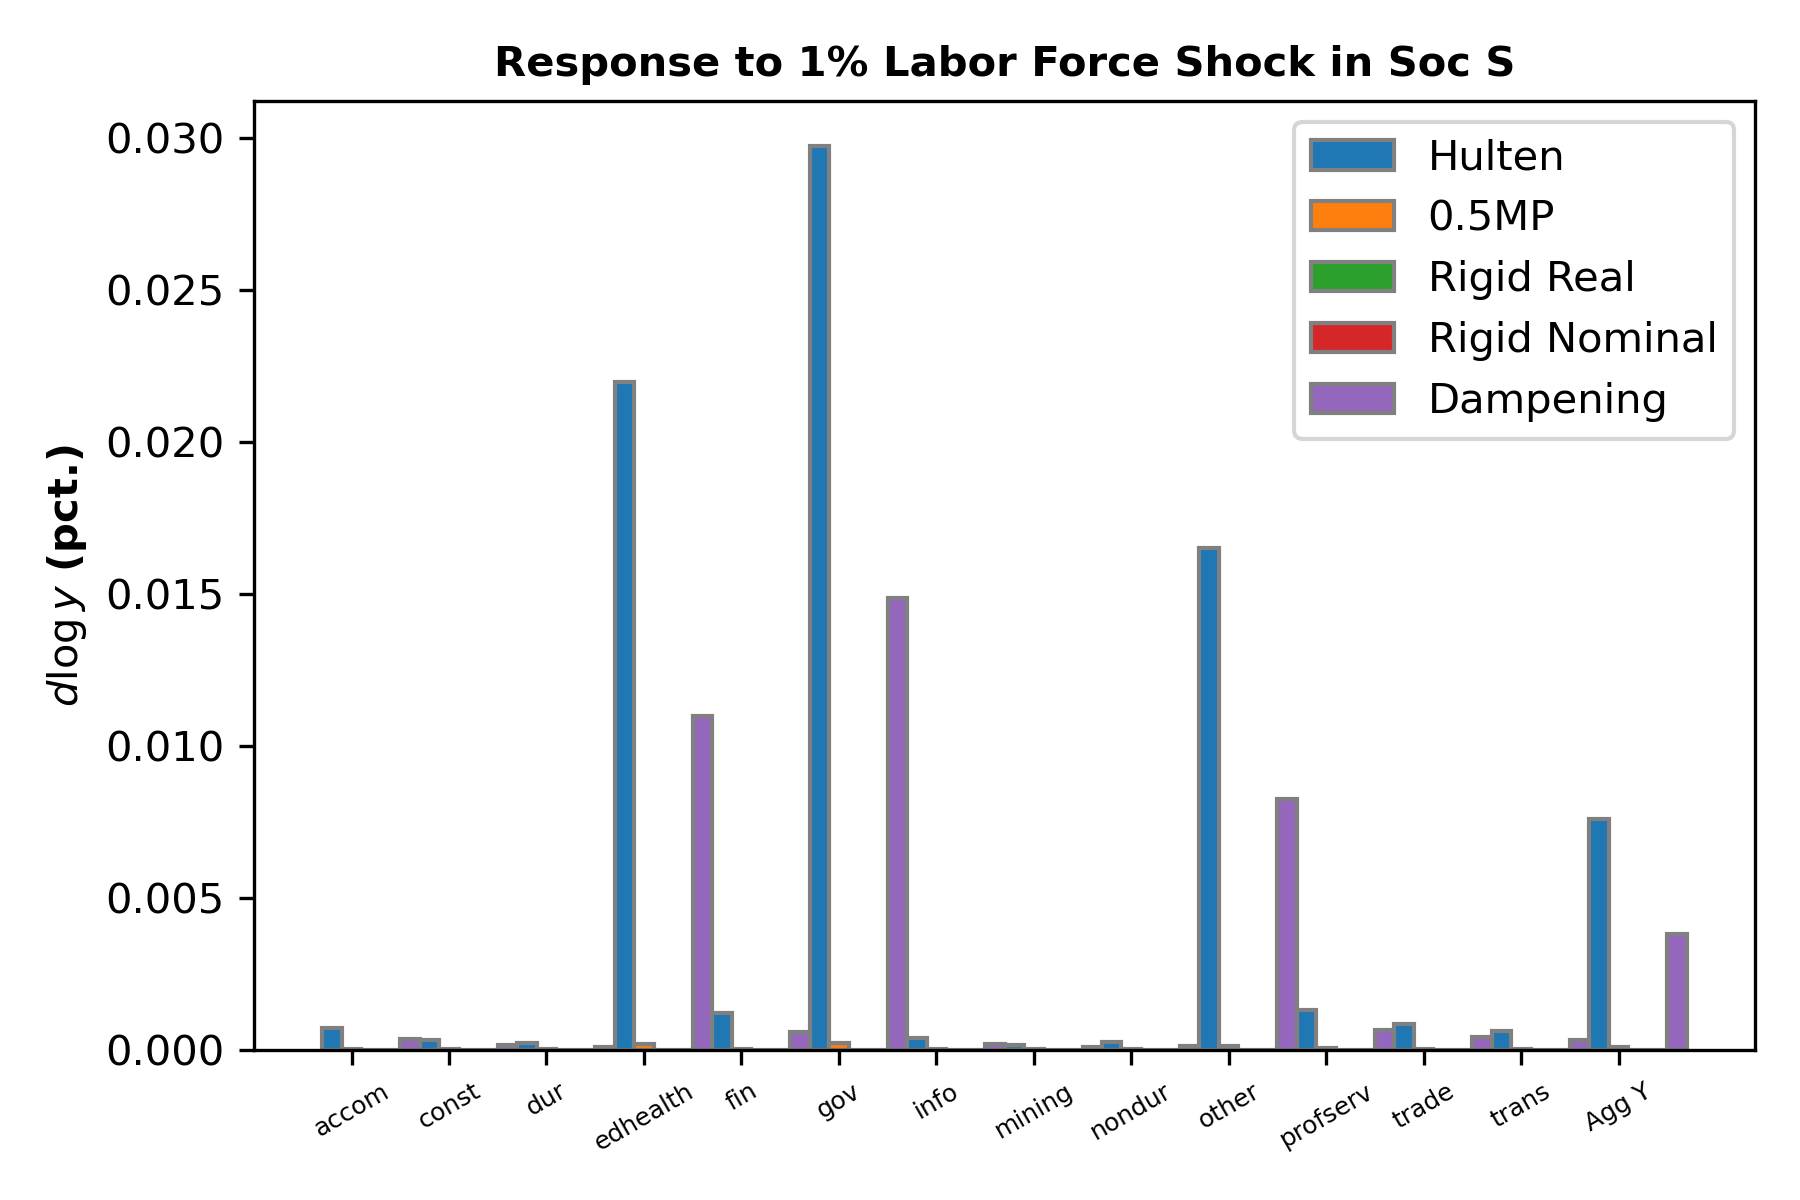 Response to 1% Labor Force Shock in Soc S
dlog y (pct.)
0.030
0.025
0.020
0.015
0.010
0.005
0.000
Hulten
0.5MP
Rigid Real
Rigid Nominal
Dampening
accom const dur edhealth fin gov info mining nondur other profserv trade trans Agg Y